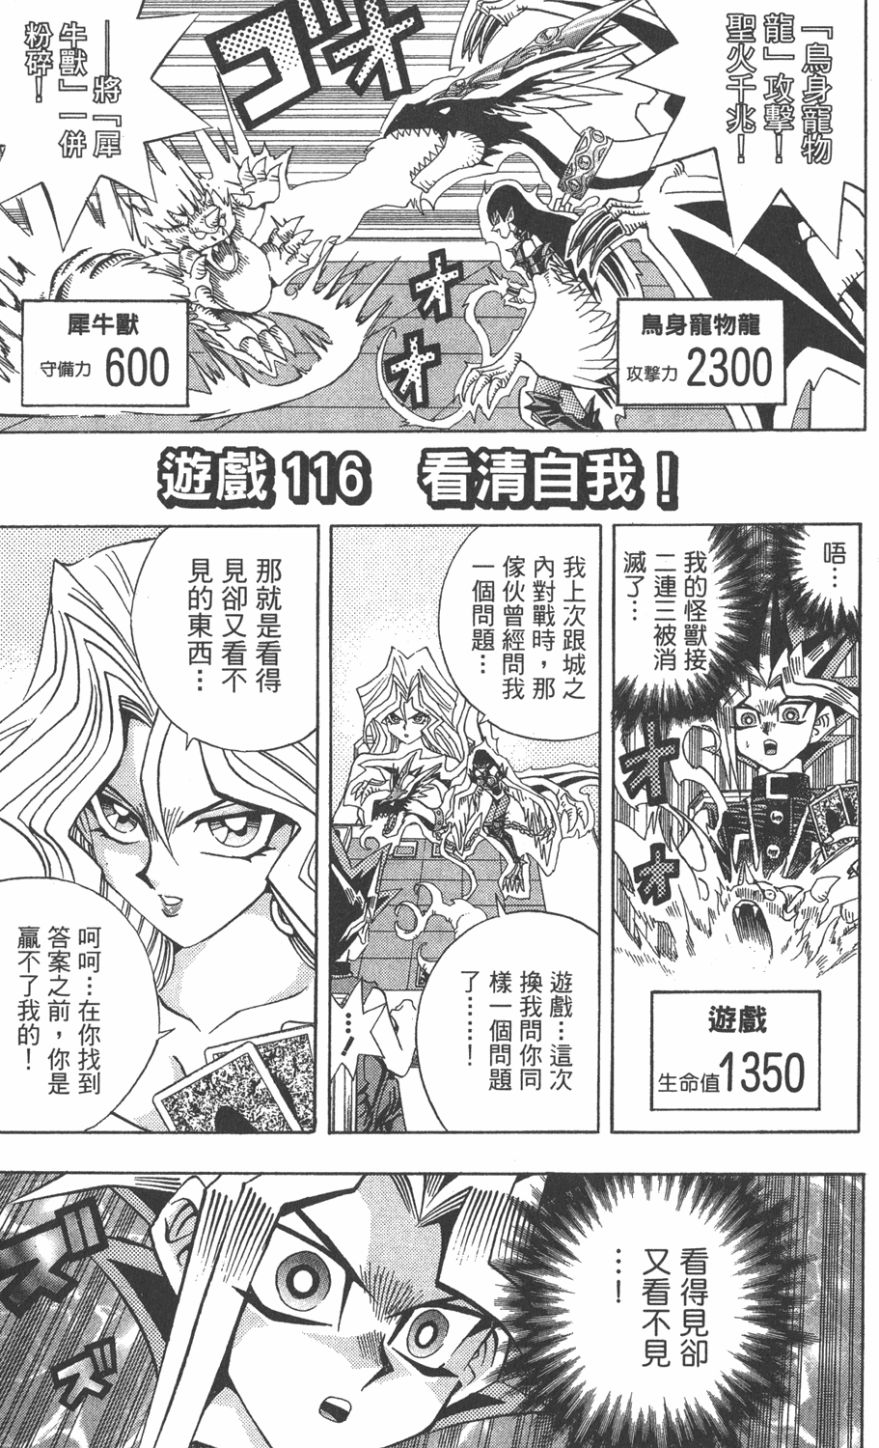 「鳥身寵物
龍」攻擊！
聖火千兆！
——將「犀
牛獸」一併
粉碎！
ゴオ
オ
オ
鳥身寵物龍
攻擊力 2300
犀牛獸
守備力 600
遊戲116 看清自我！
唔…
我的怪獸接
二連三被消
滅了…
オ
オ
遊戲
生命值1350
我上次跟城之
內對戰時，那
傢伙曾經問我
一個問題…
遊戲…這次
換我問你同
樣一個問題
了……！
…！
那就是看得
見卻又看不
見的東西…
呵呵…在你找到
答案之前，你是
贏不了我的！
看得見卻
又看不見
…！
ズ
ズ